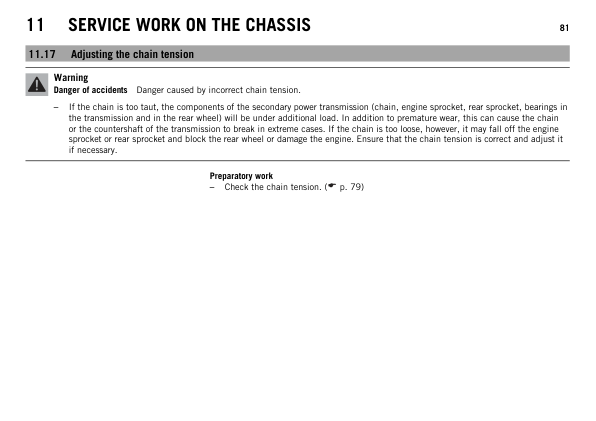 11 SERVICE WORK ON THE CHASSIS 81
11.17 Adjusting the chain tension
Warning
Danger of accidents Danger caused by incorrect chain tension.
– If the chain is too taut, the components of the secondary power transmission (chain, engine sprocket, rear sprocket, bearings in
the transmission and in the rear wheel) will be under additional load. In addition to premature wear, this can cause the chain
or the countershaft of the transmission to break in extreme cases. If the chain is too loose, however, it may fall off the engine
sprocket or rear sprocket and block the rear wheel or damage the engine. Ensure that the chain tension is correct and adjust it
if necessary.
Preparatory work
– Check the chain tension. (☛ p. 79)